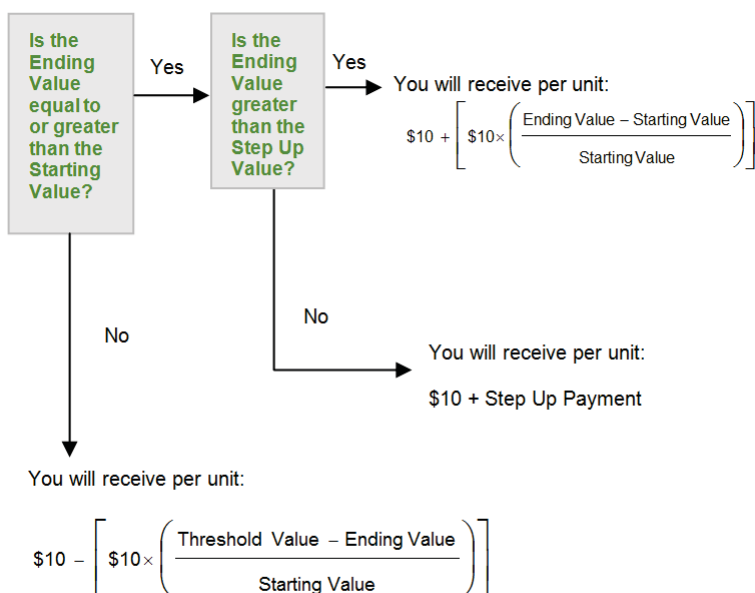 Is the
Ending
Value
equal to
or greater
than the
Starting
Value?
Yes
Is the
Ending
Value
greater
than the
Step Up
Value?
Yes
You will receive per unit:
$10 + [ $10× ( Ending Value – Starting Value
Starting Value ) ]
No
You will receive per unit:
$10 + Step Up Payment
No
You will receive per unit:
$10 – [ $10× ( Threshold Value – Ending Value
Starting Value ) ]